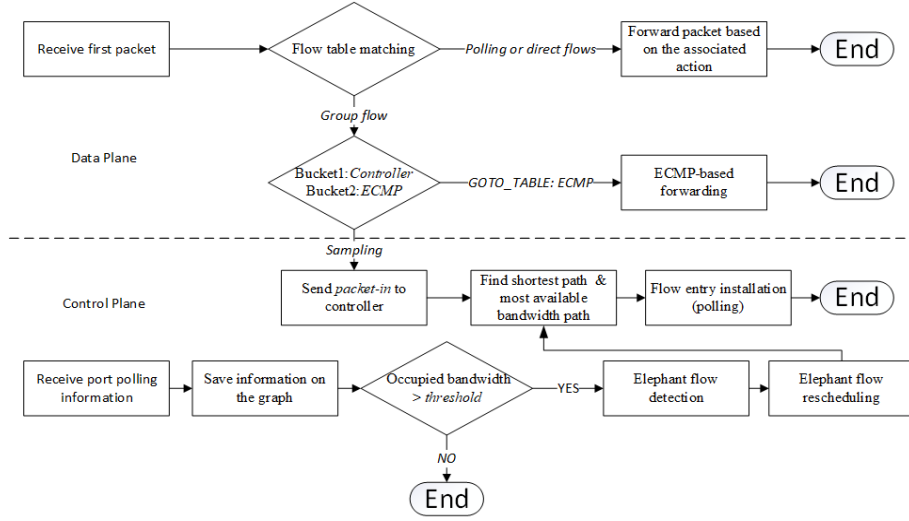 Receive first packet
Flow table matching
Polling or direct flows
Forward packet based
on the associated
action
End
Group flow
Data Plane
Bucket1:Controller
Bucket2:ECMP
GOTO_TABLE: ECMP
ECMP-based
forwarding
End
Sampling
Control Plane
Send packet-in to
controller
Find shortest path &
most available
bandwidth path
Flow entry installation
(polling)
End
Receive port polling
information
Save information on
the graph
Occupied bandwidth
> threshold
YES
Elephant flow
detection
Elephant flow
rescheduling
NO
End